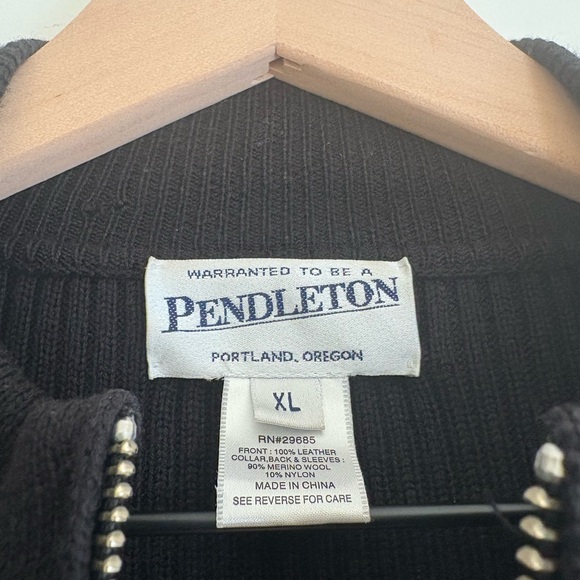 WARRANTED TO BE A
PENDLETON
PORTLAND, OREGON
XL
RN#29685
FRONT : 100% LEATHER
COLLAR,BACK & SLEEVES :
90% MERINO WOOL
10% NYLON
MADE IN CHINA
SEE REVERSE FOR CARE